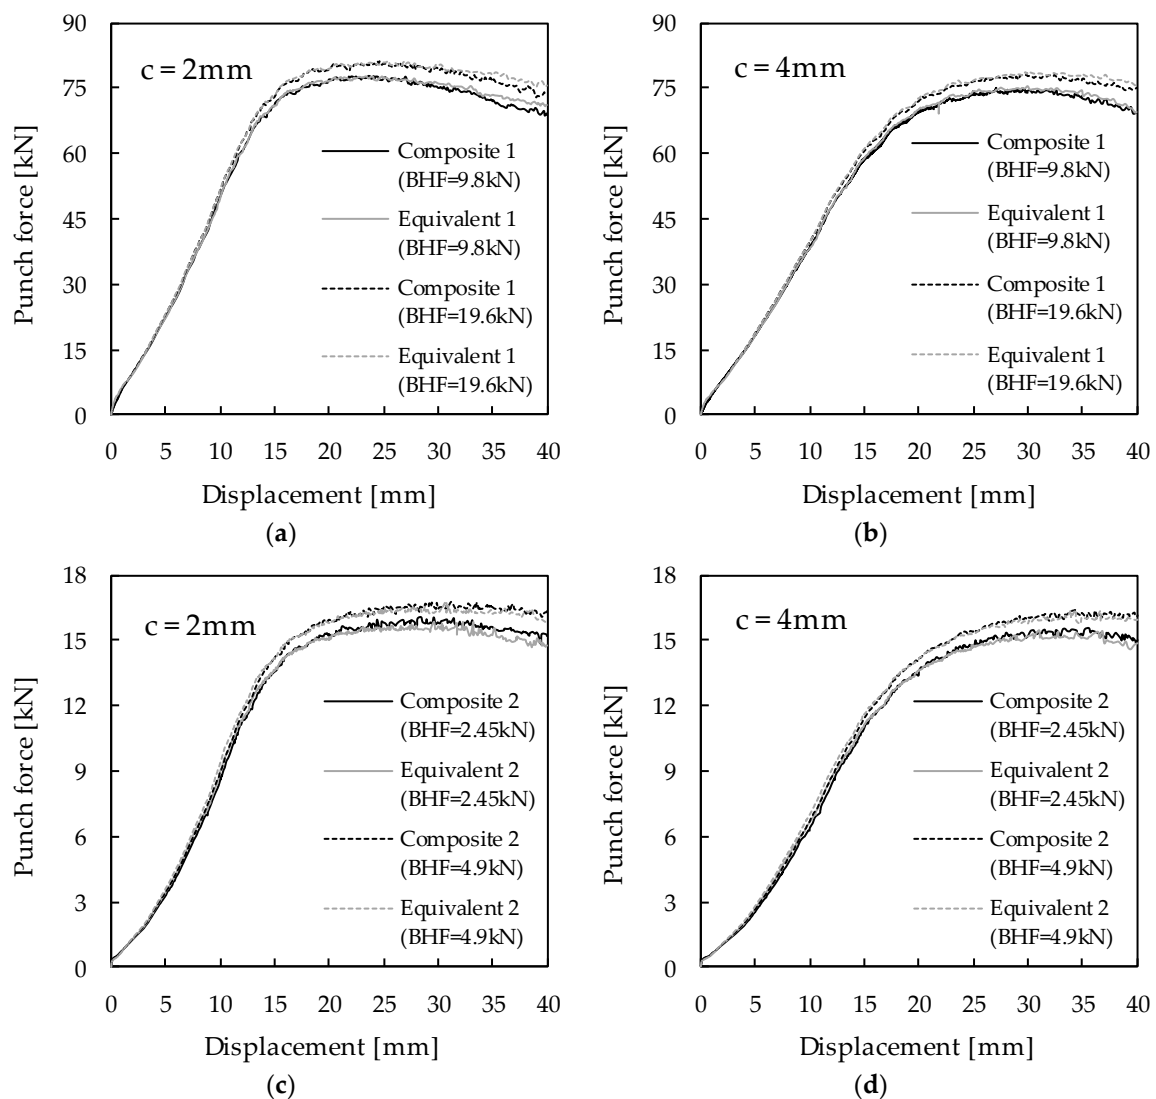 90
75
60
45
30
15
0
Punch force [kN]
c = 2mm
Composite 1
(BHF=9.8kN)
Equivalent 1
(BHF=9.8kN)
Composite 1
(BHF=19.6kN)
Equivalent 1
(BHF=19.6kN)
0 5 10 15 20 25 30 35 40
Displacement [mm]
(a)
90
75
60
45
30
15
0
Punch force [kN]
c = 4mm
Composite 1
(BHF=9.8kN)
Equivalent 1
(BHF=9.8kN)
Composite 1
(BHF=19.6kN)
Equivalent 1
(BHF=19.6kN)
0 5 10 15 20 25 30 35 40
Displacement [mm]
(b)
18
15
12
9
6
3
0
Punch force [kN]
c = 2mm
Composite 2
(BHF=2.45kN)
Equivalent 2
(BHF=2.45kN)
Composite 2
(BHF=4.9kN)
Equivalent 2
(BHF=4.9kN)
0 5 10 15 20 25 30 35 40
Displacement [mm]
(c)
18
15
12
9
6
3
0
Punch force [kN]
c = 4mm
Composite 2
(BHF=2.45kN)
Equivalent 2
(BHF=2.45kN)
Composite 2
(BHF=4.9kN)
Equivalent 2
(BHF=4.9kN)
0 5 10 15 20 25 30 35 40
Displacement [mm]
(d)